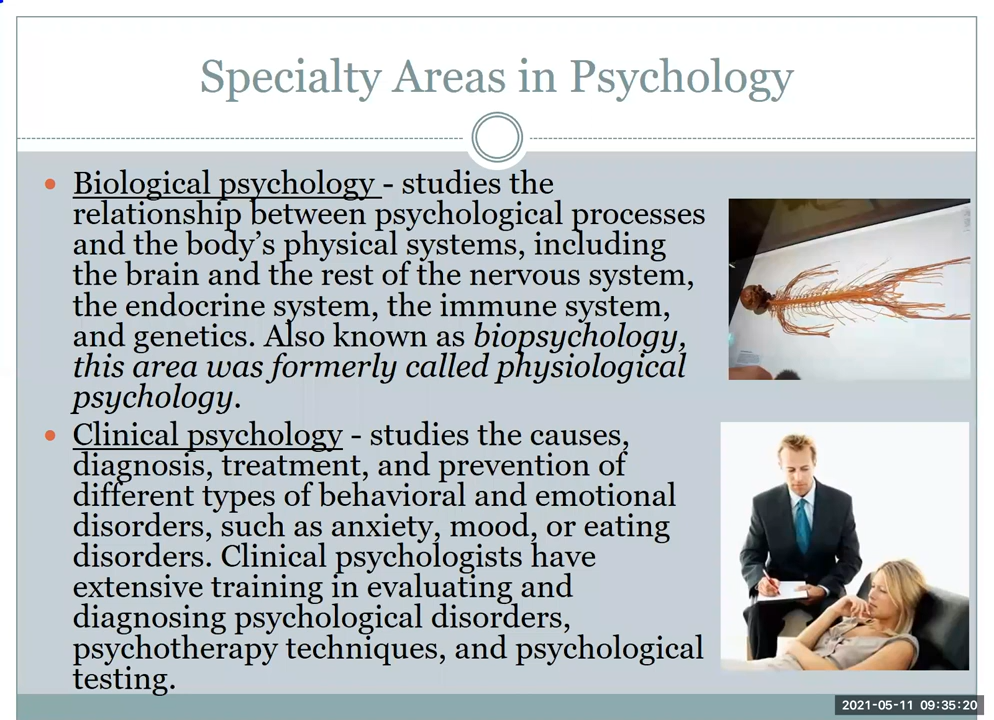 Specialty Areas in Psychology
• Biological psychology - studies the
relationship between psychological processes
and the body's physical systems, including
the brain and the rest of the nervous system,
the endocrine system, the immune system,
and genetics. Also known as biopsychology,
this area was formerly called physiological
psychology.
• Clinical psychology - studies the causes,
diagnosis, treatment, and prevention of
different types of behavioral and emotional
disorders, such as anxiety, mood, or eating
disorders. Clinical psychologists have
extensive training in evaluating and
diagnosing psychological disorders,
psychotherapy techniques, and psychological
testing.
2021-05-11 09:35:20